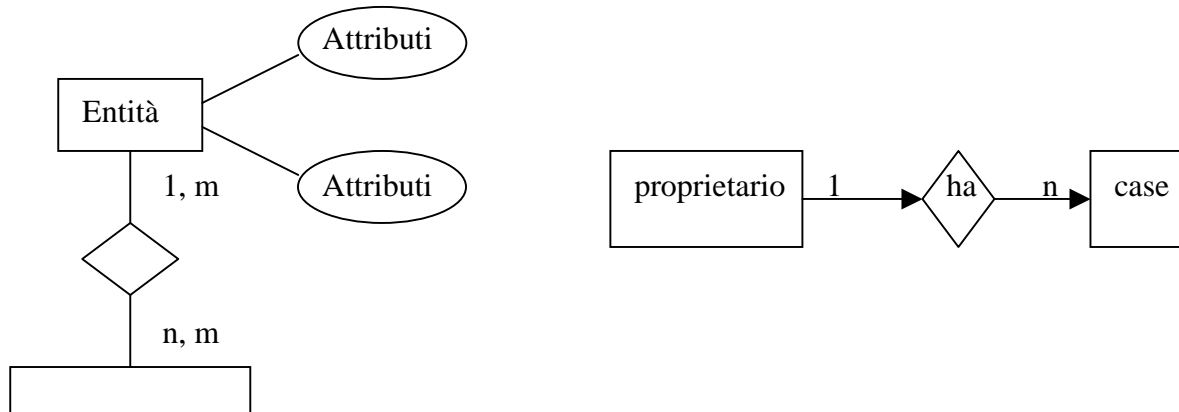 Attributi
Entità
Attributi
1, m
n, m
proprietario 1 ha n case